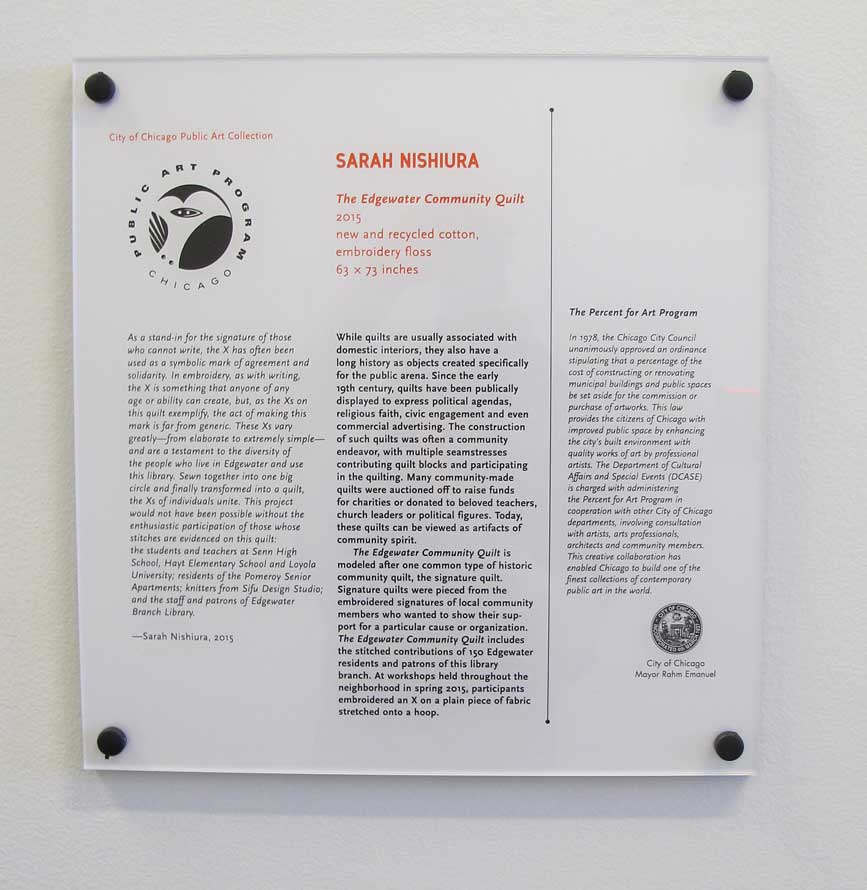 City of Chicago Public Art Collection
PUBLIC ART PROGRAM
CHICAGO
SARAH NISHIURA
The Edgewater Community Quilt
2015
new and recycled cotton,
embroidery floss
63 × 73 inches
As a stand-in for the signature of those
who cannot write, the X has often been
used as a symbolic mark of agreement and
solidarity. In embroidery, as with writing,
the X is something that anyone of any
age or ability can create, but, as the Xs on
this quilt exemplify, the act of making this
mark is far from generic. These Xs vary
greatly—from elaborate to extremely simple—
and are a testament to the diversity of
the people who live in Edgewater and use
this library. Sewn together into one big
circle and finally transformed into a quilt,
the Xs of individuals unite. This project
would not have been possible without the
enthusiastic participation of those whose
stitches are evidenced on this quilt:
the students and teachers at Senn High
School, Hayt Elementary School and Loyola
University; residents of the Pomeroy Senior
Apartments; knitters from Sifu Design Studio;
and the staff and patrons of Edgewater
Branch Library.
—Sarah Nishiura, 2015
While quilts are usually associated with
domestic interiors, they also have a
long history as objects created specifically
for the public arena. Since the early
19th century, quilts have been publically
displayed to express political agendas,
religious faith, civic engagement and even
commercial advertising. The construction
of such quilts was often a community
endeavor, with multiple seamstresses
contributing quilt blocks and participating
in the quilting. Many community-made
quilts were auctioned off to raise funds
for charities or donated to beloved teachers,
church leaders or political figures. Today,
these quilts can be viewed as artifacts of
community spirit.
The Edgewater Community Quilt is
modeled after one common type of historic
community quilt, the signature quilt.
Signature quilts were pieced from the
embroidered signatures of local community
members who wanted to show their sup-
port for a particular cause or organization.
The Edgewater Community Quilt includes
the stitched contributions of 150 Edgewater
residents and patrons of this library
branch. At workshops held throughout the
neighborhood in spring 2015, participants
embroidered an X on a plain piece of fabric
stretched onto a hoop.
The Percent for Art Program
In 1978, the Chicago City Council
unanimously approved an ordinance
stipulating that a percentage of the
cost of constructing or renovating
municipal buildings and public spaces
be set aside for the commission or
purchase of artworks. This law
provides the citizens of Chicago with
improved public space by enhancing
the city's built environment with
quality works of art by professional
artists. The Department of Cultural
Affairs and Special Events (DCASE)
is charged with administering
the Percent for Art Program in
cooperation with other City of Chicago
departments, involving consultation
with artists, arts professionals,
architects and community members.
This creative collaboration has
enabled Chicago to build one of the
finest collections of contemporary
public art in the world.
CITY OF CHICAGO
INCORPORATED 4th MARCH 1837
City of Chicago
Mayor Rahm Emanuel